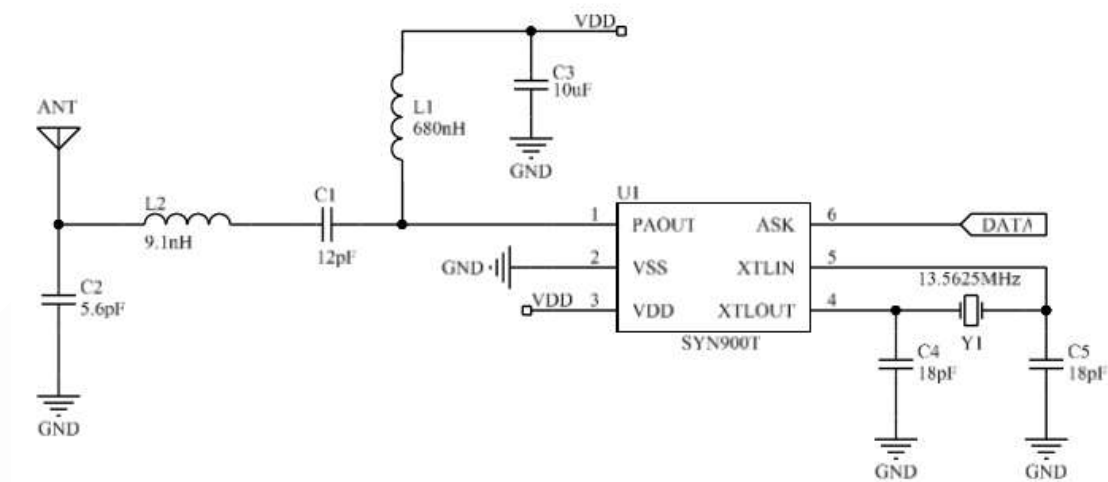 VDD
C3
10uF
GND
L1
680nH
ANT
L2
9.1nH
C1
12pF
C2
5.6pF
GND
U1
1 PAOUT ASK 6
DATA
GND 2 VSS XTLIN 5
13.5625MHz
VDD 3 VDD XTLOUT 4
SYN900T
Y1
C4
18pF
C5
18pF
GND
GND